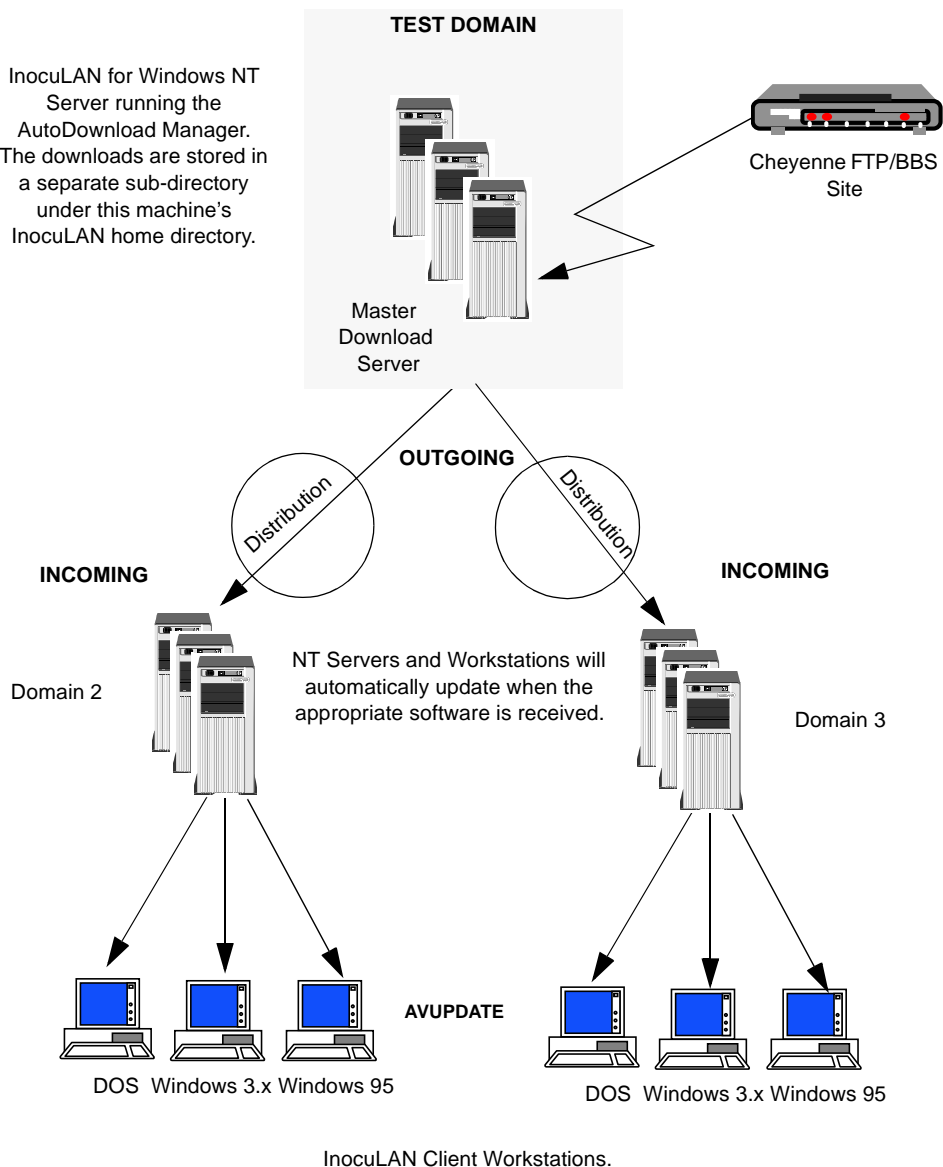 TEST DOMAIN
InocuLAN for Windows NT
Server running the
AutoDownload Manager.
The downloads are stored in
a separate sub-directory
under this machine's
InocuLAN home directory.
Cheyenne FTP/BBS
Site
Master
Download
Server
OUTGOING
Distribution
Distribution
INCOMING
INCOMING
NT Servers and Workstations will
automatically update when the
appropriate software is received.
Domain 2
Domain 3
AVUPDATE
DOS Windows 3.x Windows 95
DOS Windows 3.x Windows 95
InocuLAN Client Workstations.